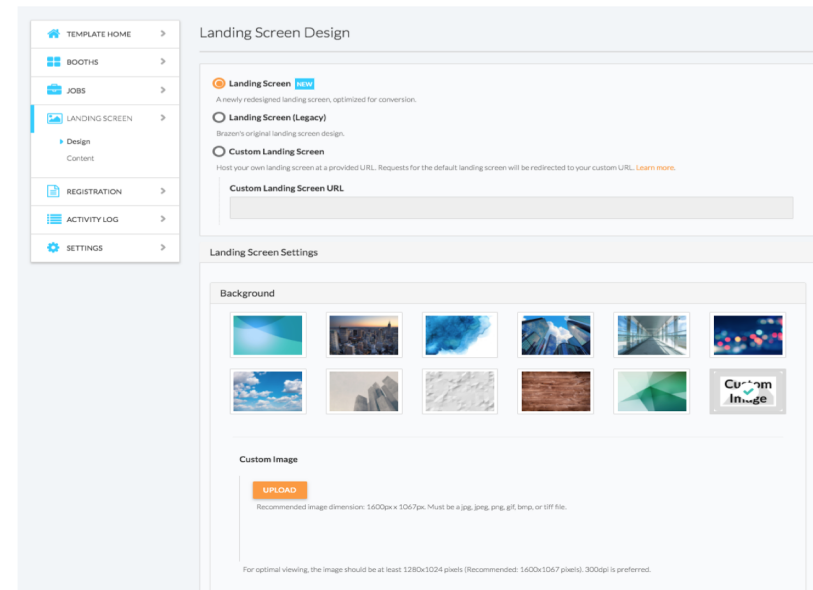 TEMPLATE HOME
BOOTHS
JOBS
LANDING SCREEN
Design
Content
REGISTRATION
ACTIVITY LOG
SETTINGS
Landing Screen Design
Landing Screen NEW
A newly redesigned landing screen, optimized for conversion.
Landing Screen (Legacy)
Brazen's original landing screen design.
Custom Landing Screen
Host your own landing screen at a provided URL. Requests for the default landing screen will be redirected to your custom URL. Learn more.
Custom Landing Screen URL
Landing Screen Settings
Background
Custom
Image
Custom Image
UPLOAD
Recommended image dimension: 1600px x 1067px. Must be a jpg, jpeg, png, gif, bmp, or tiff file.
For optimal viewing, the image should be at least 1280x1024 pixels (Recommended: 1600x1067 pixels). 300dpi is preferred.